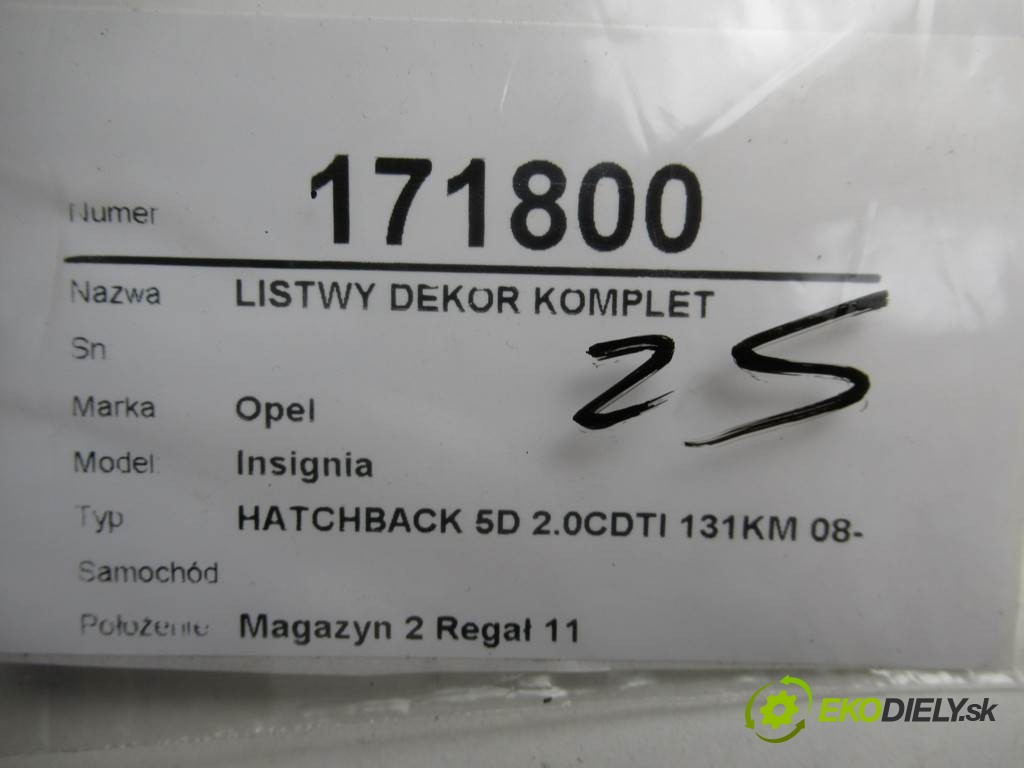 Numer 171800
Nazwa LISTWY DEKOR KOMPLET
Sn
25
Marka Opel
Model Insignia
Typ HATCHBACK 5D 2.0CDTI 131KM 08-
Samochód
Położenie Magazyn 2 Regał 11
EKODIELY.sk